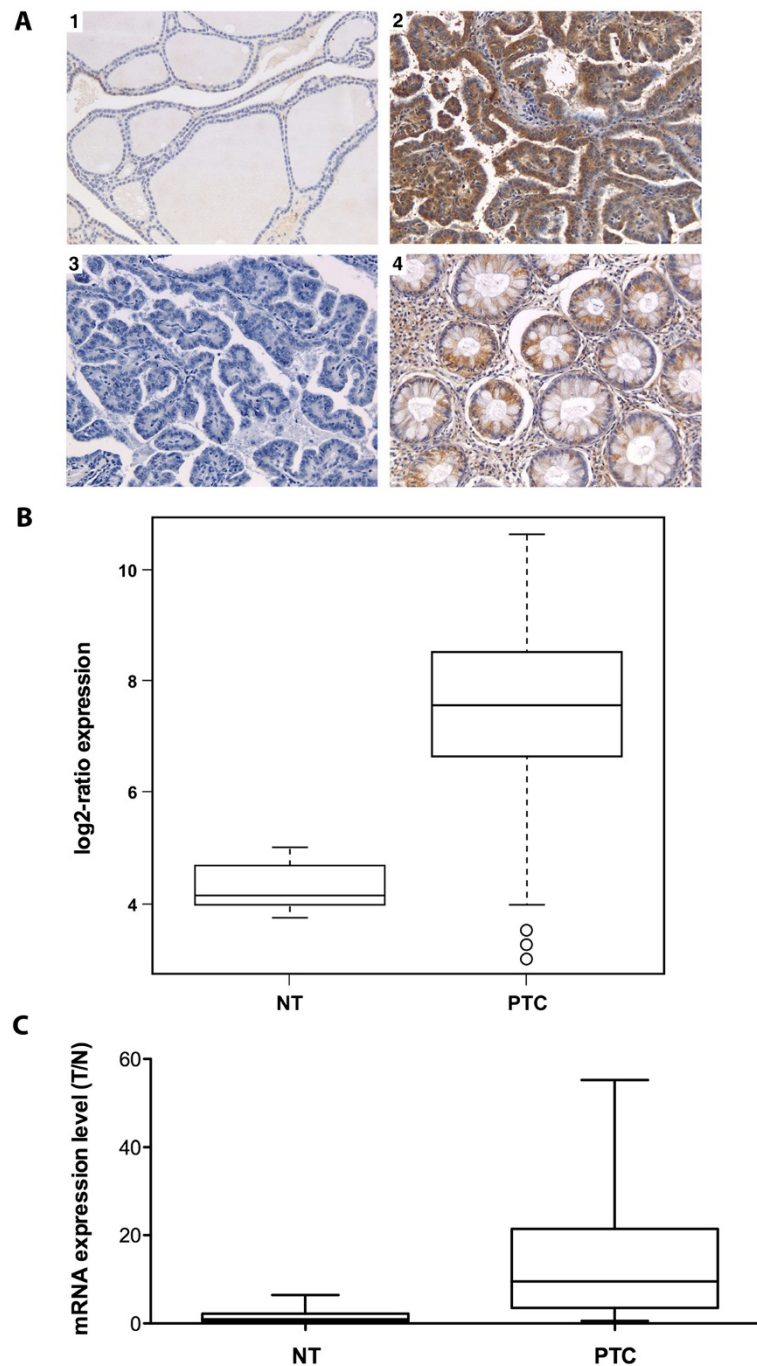 A
1
2
3
4
B
log2-ratio expression
10
8
6
4
NT
PTC
C
mRNA expression level (T/N)
60
40
20
0
NT
PTC